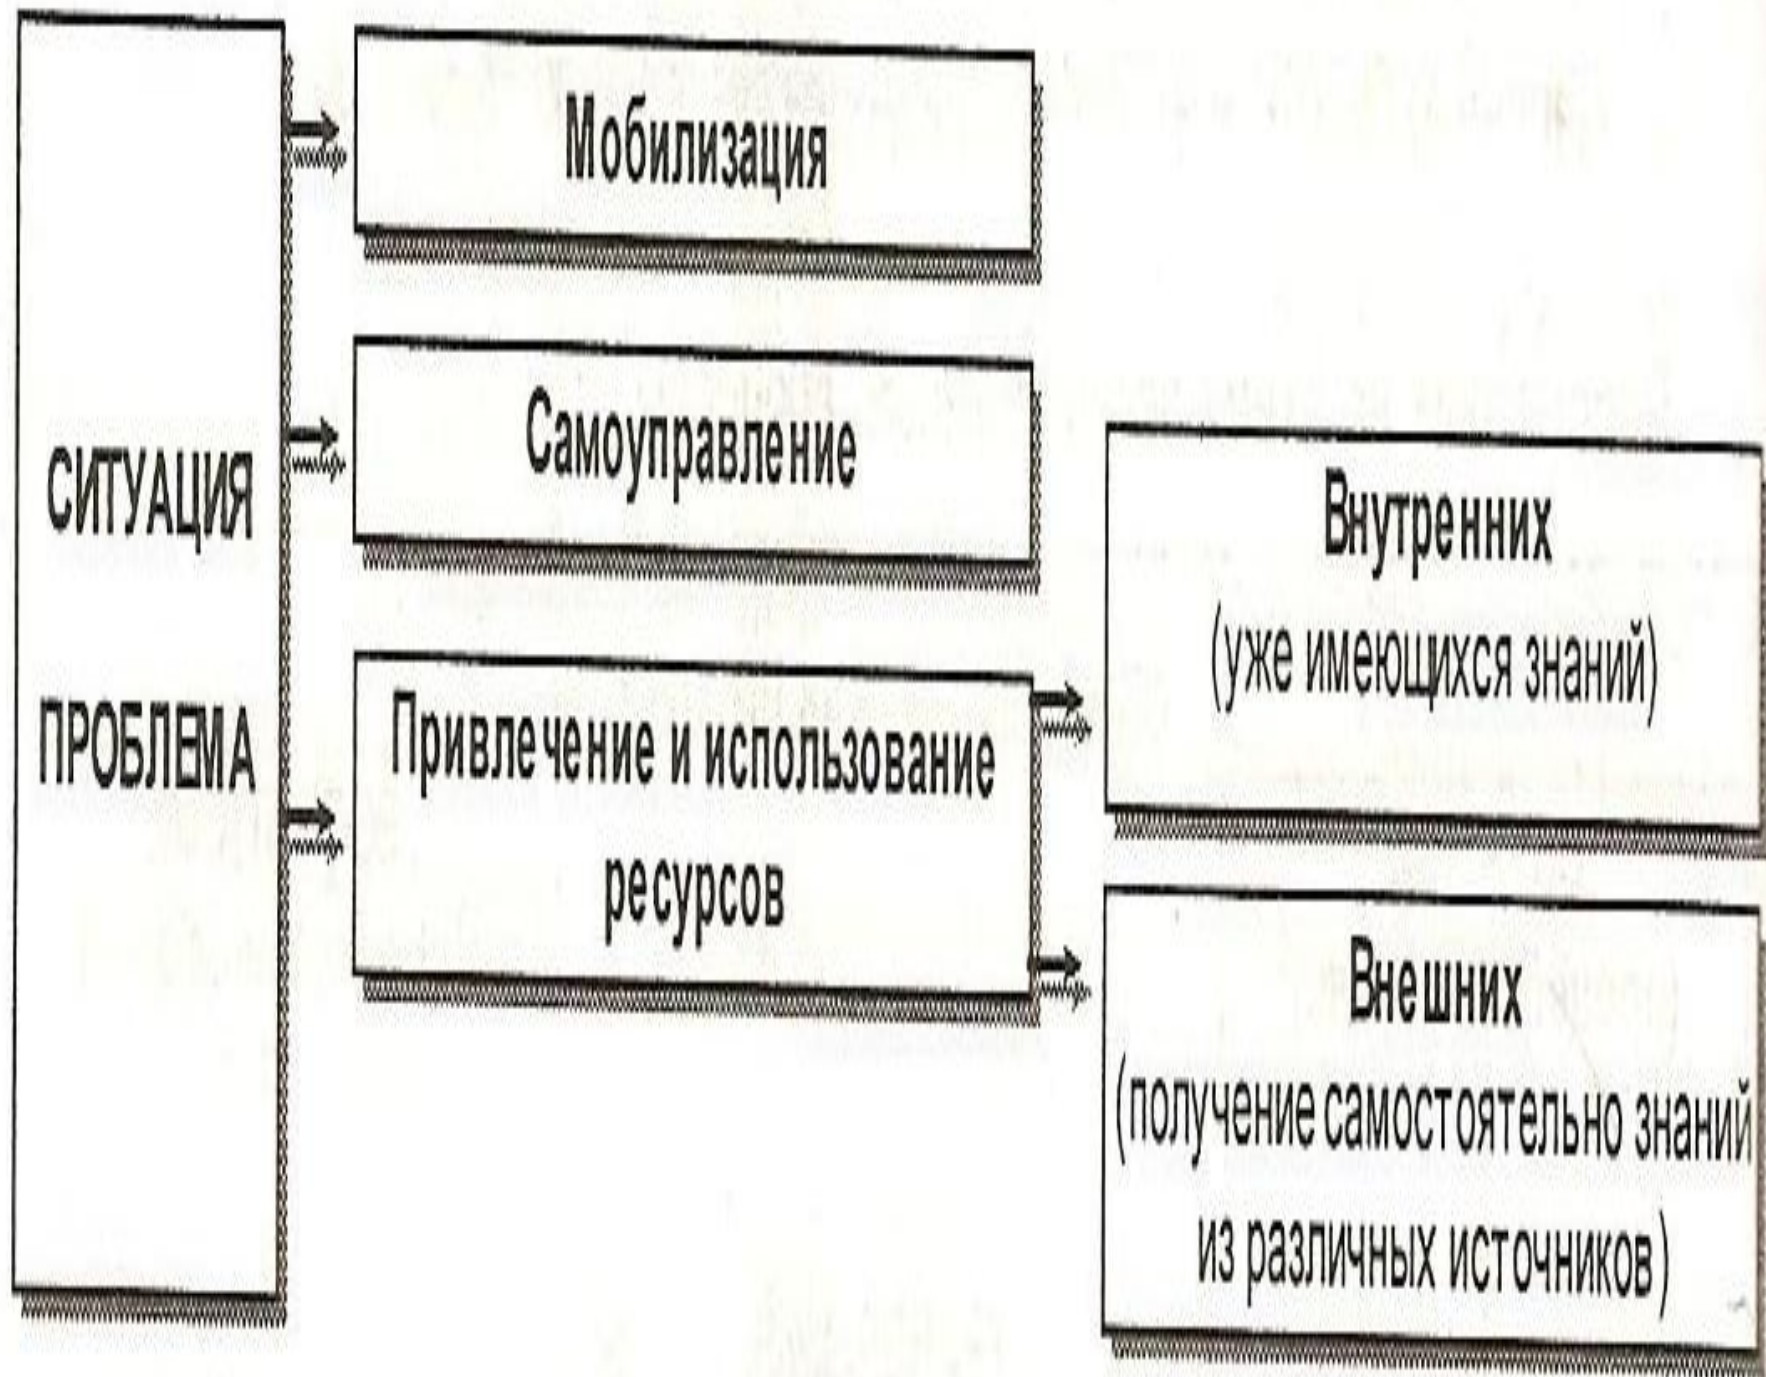 СИТУАЦИЯ
ПРОБЛЕМА
Мобилизация
Самоуправление
Привлечение и использование
ресурсов
Внутренних
(уже имеющихся знаний)
Внешних
(получение самостоятельно знаний
из различных источников)